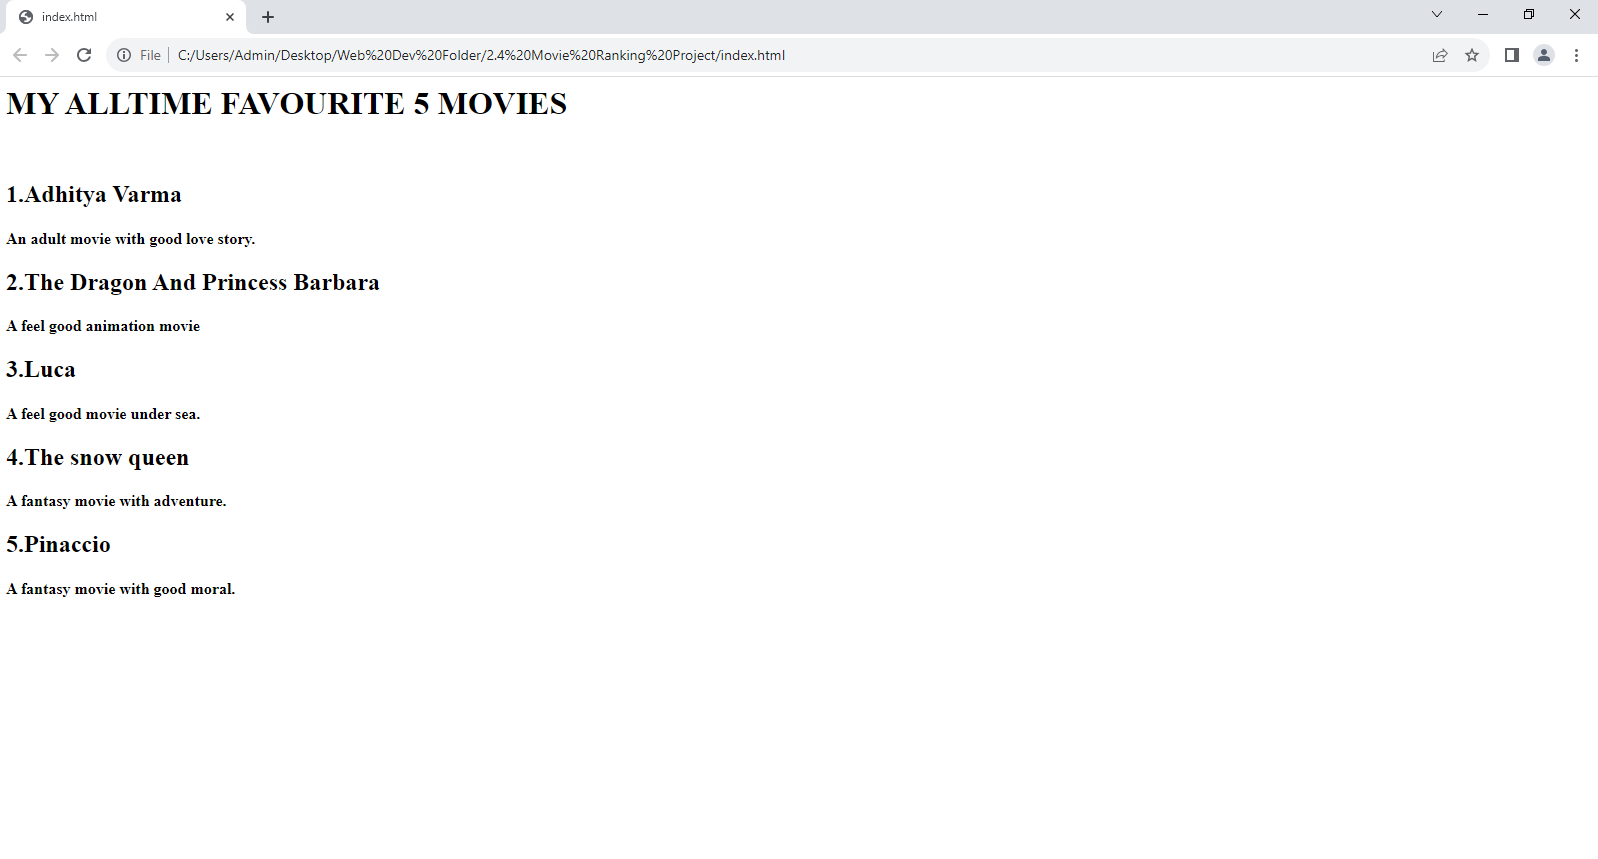 index.html
File
C:/Users/Admin/Desktop/Web%20Dev%20Folder/2.4%20Movie%20Ranking%20Project/index.html
MY ALLTIME FAVOURITE 5 MOVIES
1.Adhitya Varma
An adult movie with good love story.
2.The Dragon And Princess Barbara
A feel good animation movie
3.Luca
A feel good movie under sea.
4.The snow queen
A fantasy movie with adventure.
5.Pinaccio
A fantasy movie with good moral.